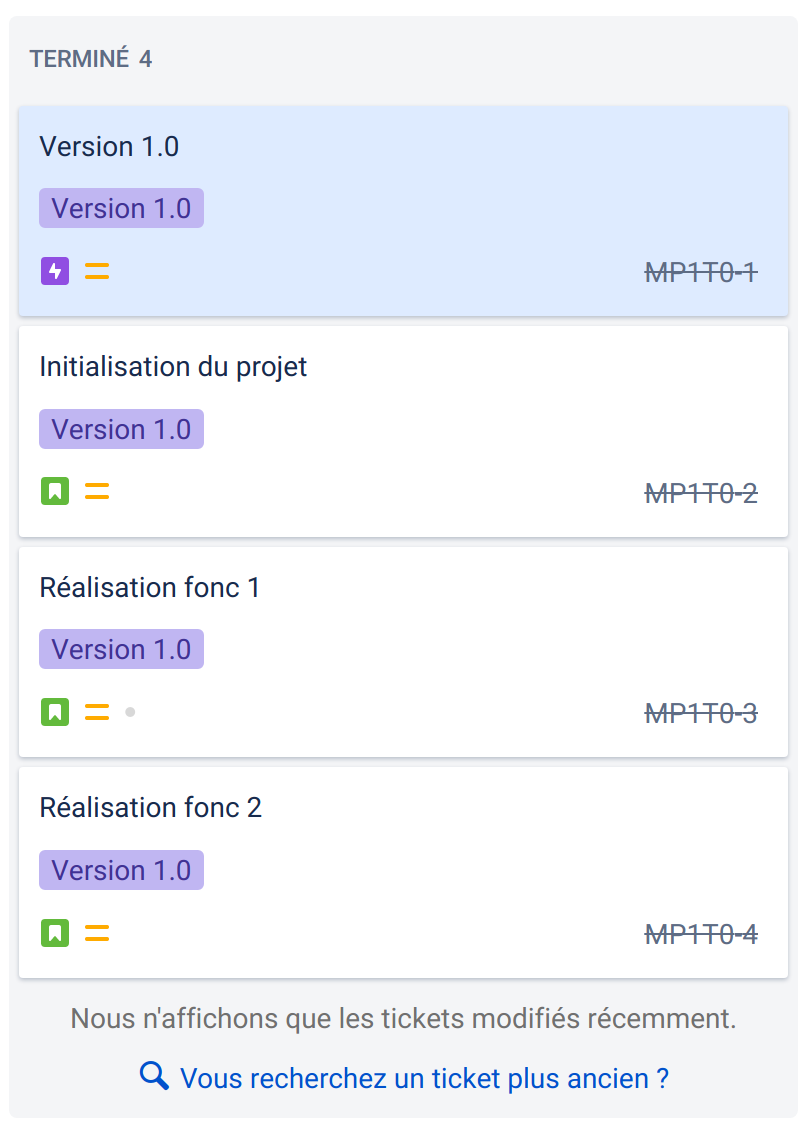 TERMINÉ 4
Version 1.0
Version 1.0
MP1T0-1
Initialisation du projet
Version 1.0
MP1T0-2
Réalisation fonc 1
Version 1.0
MP1T0-3
Réalisation fonc 2
Version 1.0
MP1T0-4
Nous n'affichons que les tickets modifiés récemment.
Vous recherchez un ticket plus ancien ?